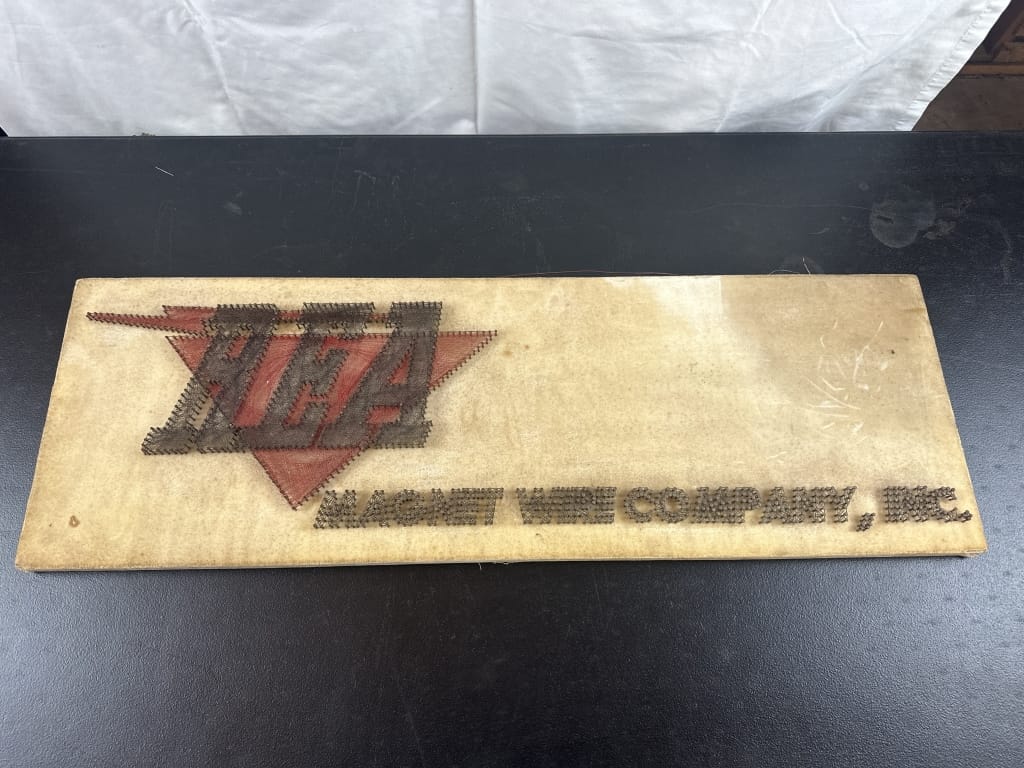 REA
MAGNET WIRE COMPANY, INC.